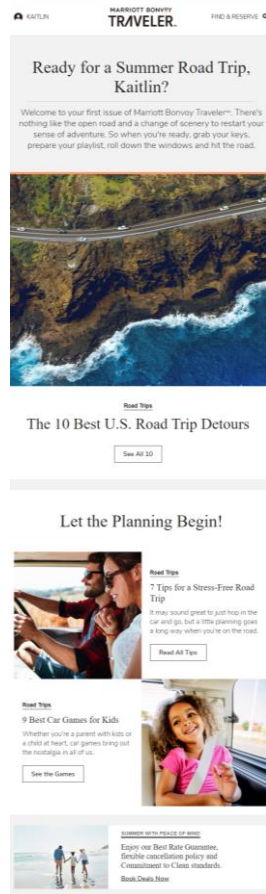 KAITLIN
MARRIOTT BONVOY
TRAVELER.
FIND & RESERVE
Ready for a Summer Road Trip,
Kaitlin?
Welcome to your first issue of Marriott Bonvoy Traveler℠. There's
nothing like the open road and a change of scenery to restart your
sense of adventure. So when you're ready, grab your keys,
prepare your playlist, roll down the windows and hit the road.
Road Trips
The 10 Best U.S. Road Trip Detours
See All 10
Let the Planning Begin!
Road Trips
7 Tips for a Stress-Free Road
Trip
It may sound great to just hop in the
car and go, but a little planning goes
a long way when you're on the road.
Read All Tips
Road Trips
9 Best Car Games for Kids
Whether you're a parent with kids or
a child at heart, car games bring out
the nostalgia in all of us.
See the Games
SUMMER WITH PEACE OF MIND
Enjoy our Best Rate Guarantee,
flexible cancellation policy and
Commitment to Clean standards.
Book Deals Now